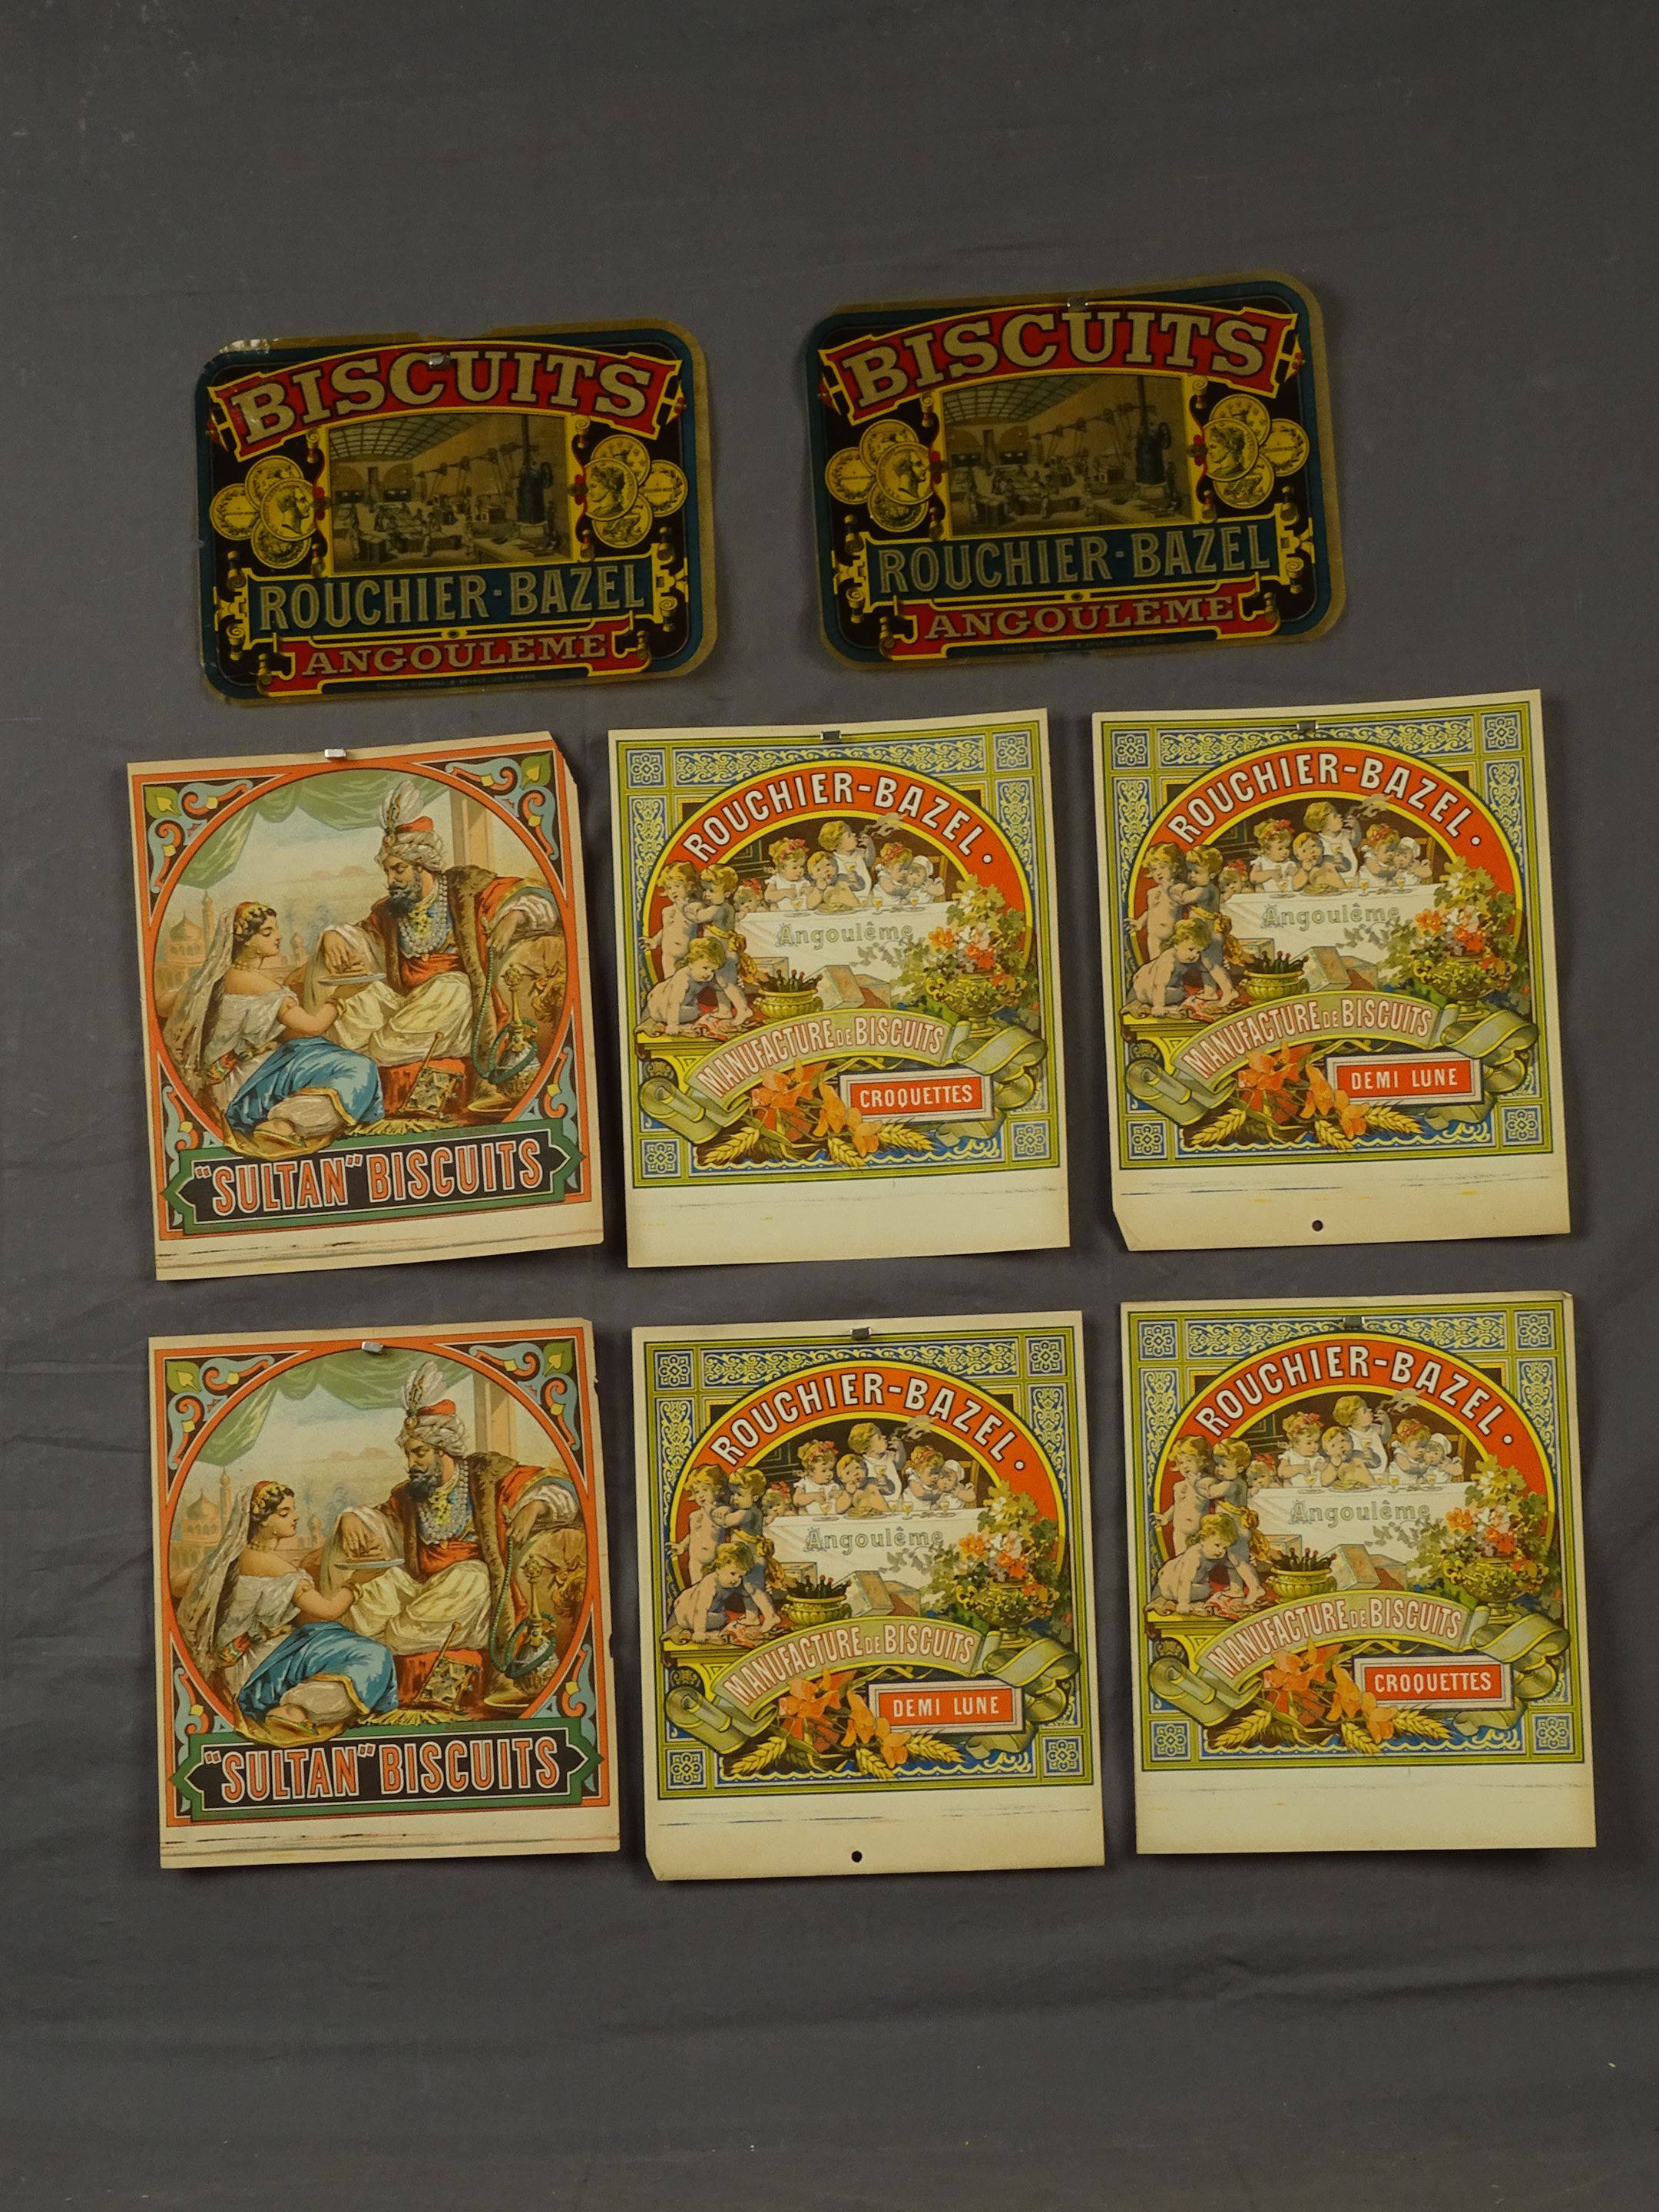 BISCUITS
ROUCHIER-BAZEL
ANGOULÊME
BISCUITS
ROUCHIER-BAZEL
ANGOULÊME
"SULTAN" BISCUITS
ROUCHIER-BAZEL.
Angoulême
MANUFACTURE DE BISCUITS
CROQUETTES
ROUCHIER-BAZEL.
Angoulême
MANUFACTURE DE BISCUITS
DEMI LUNE
"SULTAN" BISCUITS
ROUCHIER-BAZEL.
Angoulême
MANUFACTURE DE BISCUITS
DEMI LUNE
ROUCHIER-BAZEL.
Angoulême
MANUFACTURE DE BISCUITS
CROQUETTES